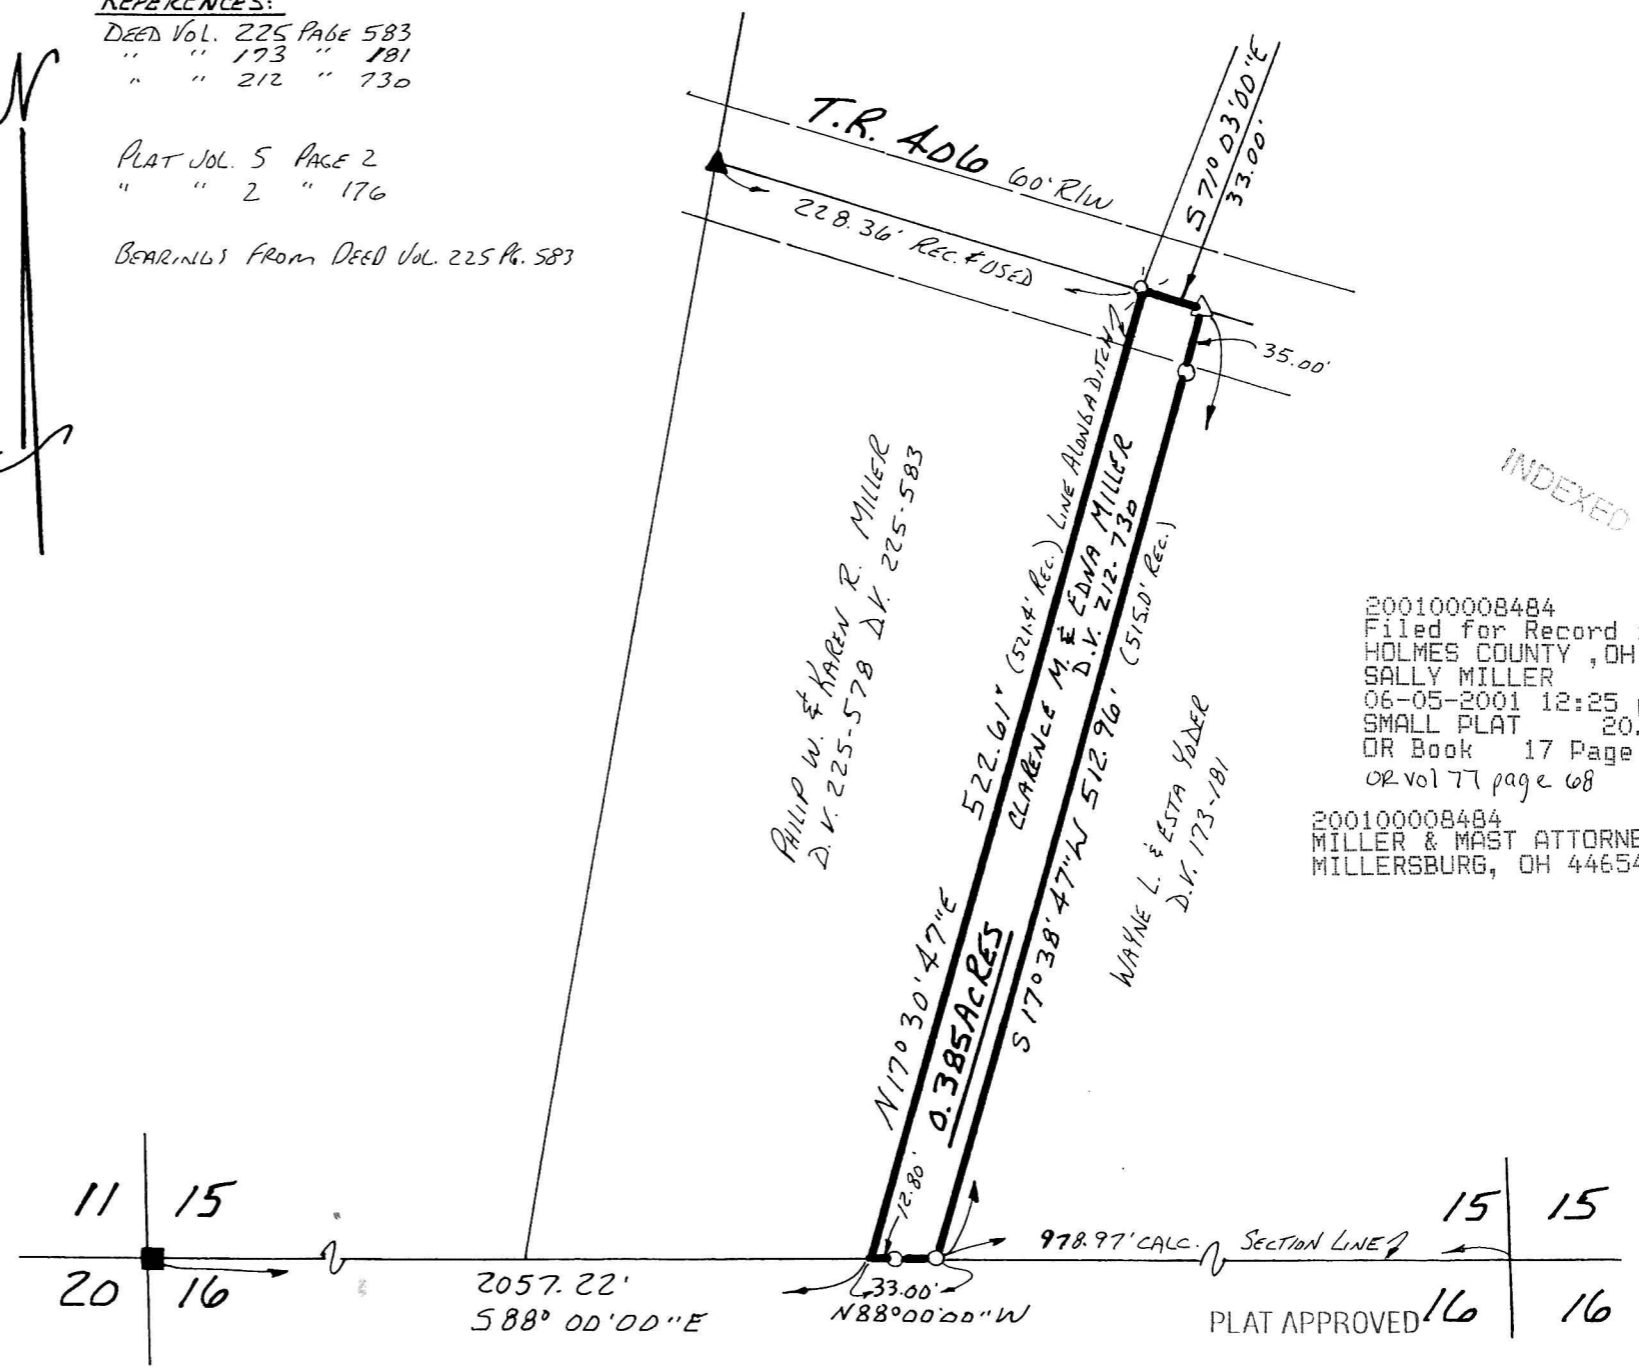 REFERENCES:
DEED VOL. 225 PAGE 583
" " 173 " 181
" " 212 " 730
PLAT VOL. 5 PAGE 2
" " 2 " 176
BEARINGS FROM DEED VOL. 225 PG. 583
N
T.R. 406 60' R/W
S 71° 03' 00" E
33.00'
228.36' REC. & USED
35.00'
PHILIP W. & KAREN R. MILLER
D.V. 225-578 D.V. 225-583
N 17° 30' 47" E 522.61' (521.4' REC.) LINE ALONG A DITCH
CLARENCE M. & EDNA MILLER
D.V. 212-730
0.385 ACRES
S 17° 38' 47" W 512.96' (515.0' REC.)
WAYNE L. & ESTA YODER
D.V. 173-181
INDEXED
200100008484
Filed for Record
HOLMES COUNTY , OH
SALLY MILLER
06-05-2001 12:25
SMALL PLAT 20.
OR Book 17 Page
OR vol 77 page 68
200100008484
MILLER & MAST ATTORNE
MILLERSBURG, OH 44654
11 15
20 16
12.80'
978.97' CALC. SECTION LINE
15 15
16 16
2057.22'
S 88° 00' 00" E
33.00'
N 88° 00' 00" W
PLAT APPROVED